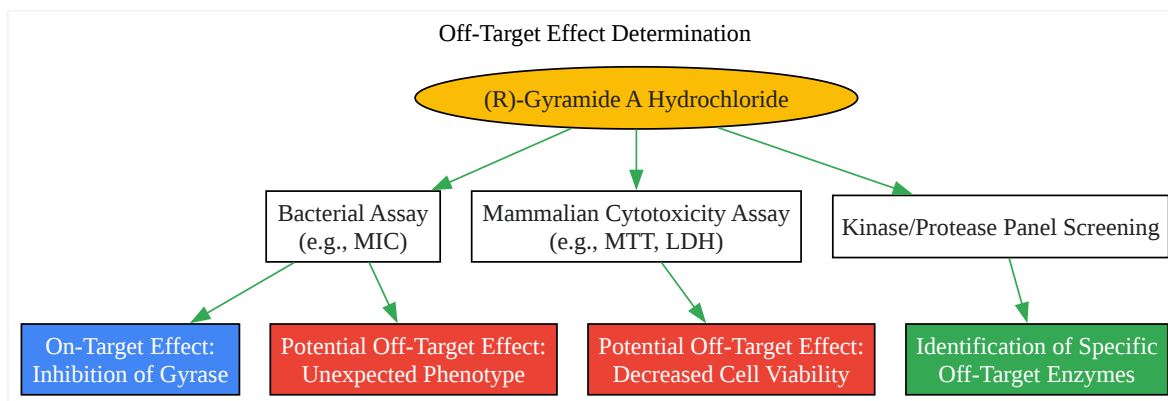 Off-Target Effect Determination
(R)-Gyramide A Hydrochloride
Bacterial Assay
(e.g., MIC)
Mammalian Cytotoxicity Assay
(e.g., MTT, LDH)
Kinase/Protease Panel Screening
On-Target Effect:
Inhibition of Gyrase
Potential Off-Target Effect:
Unexpected Phenotype
Potential Off-Target Effect:
Decreased Cell Viability
Identification of Specific
Off-Target Enzymes